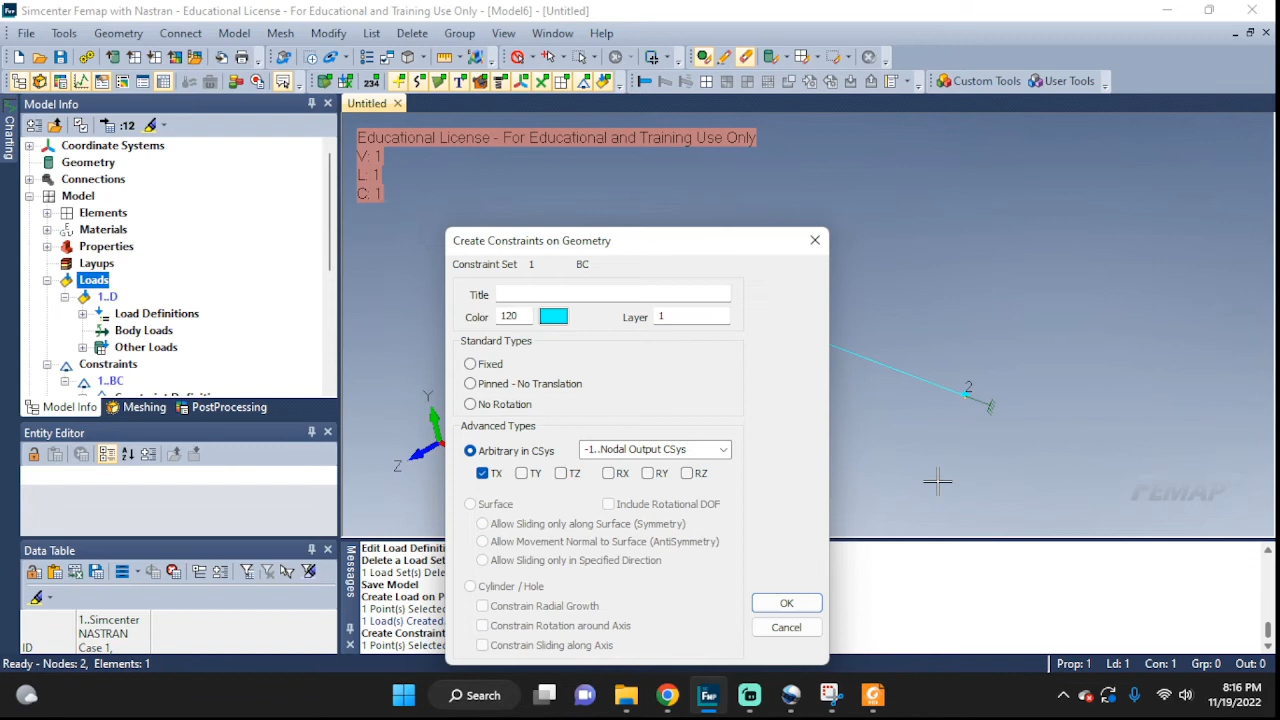 Simcenter Femap with Nastran - Educational License - For Educational and Training Use Only - [Model6] - [Untitled]
File Tools Geometry Connect Model Mesh Modify List Delete Group View Window Help
234
Custom Tools User Tools
Charting
Model Info
Untitled
:12
Coordinate Systems
Geometry
Connections
Model
Elements
Materials
Properties
Layups
Loads
1..D
Load Definitions
Body Loads
Other Loads
Constraints
1..BC
Model Info Meshing PostProcessing
Entity Editor
Data Table
1..Simcenter
NASTRAN
ID Case 1,
Educational License - For Educational and Training Use Only
V: 1
L: 1
C: 1
Y
Z
2
FEMAP
Create Constraints on Geometry
Constraint Set 1 BC
Title
Color 120 Layer 1
Standard Types
Fixed
Pinned - No Translation
No Rotation
Advanced Types
Arbitrary in CSys -1..Nodal Output CSys
TX TY TZ RX RY RZ
Surface Include Rotational DOF
Allow Sliding only along Surface (Symmetry)
Allow Movement Normal to Surface (AntiSymmetry)
Allow Sliding only in Specified Direction
Cylinder / Hole
Constrain Radial Growth
Constrain Rotation around Axis
Constrain Sliding along Axis
OK
Cancel
Messages
Edit Load Definiti
Delete a Load Set
1 Load Set(s) Dele
Save Model
Create Load on P
1 Point(s) Selected
1 Load(s) Created.
Create Constraint
1 Point(s) Selected
Ready - Nodes: 2, Elements: 1
Prop: 1 Ld: 1 Con: 1 Grp: 0 Out: 0
Search
8:16 PM
11/19/2022